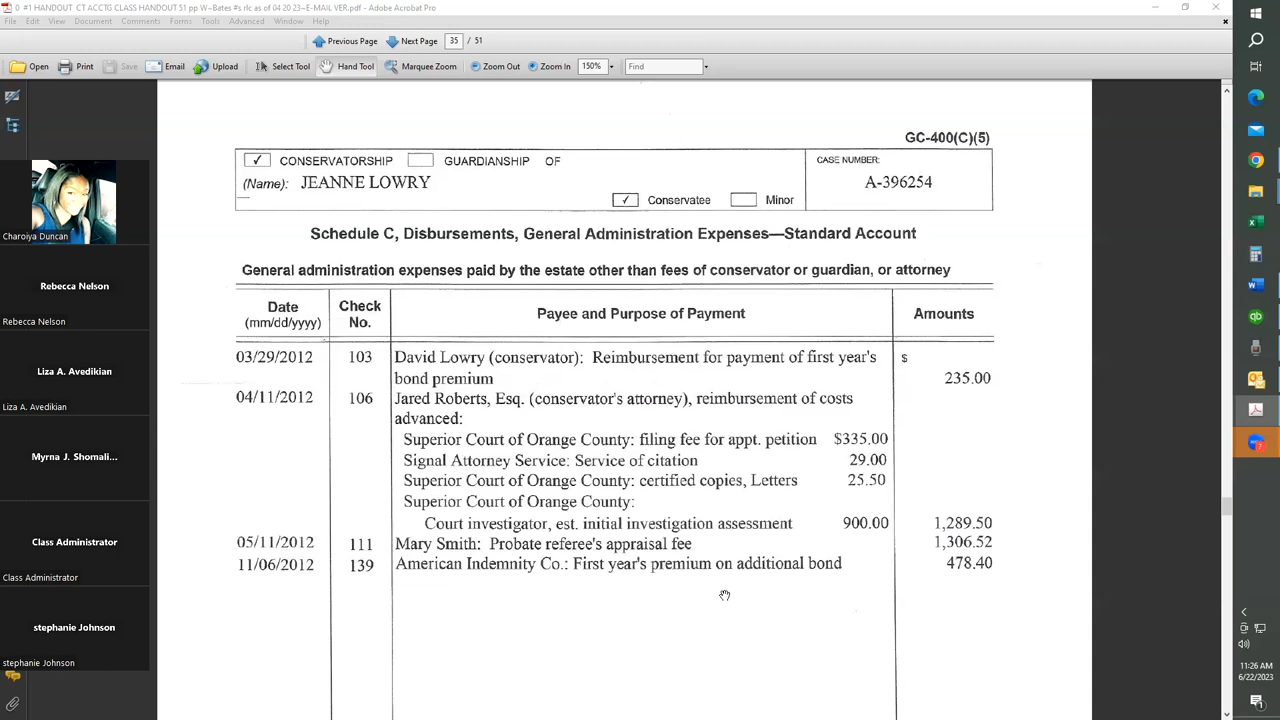 0 #1 HANDOUT CT ACCTG CLASS HANDOUT 51 pp W~Bates #s rlc as of 04 20 23~E-MAIL VER.pdf - Adobe Acrobat Pro
File Edit View Document Comments Forms Tools Advanced Window Help
Previous Page Next Page 35 / 51
Open Print Save Email Upload Select Tool Hand Tool Marquee Zoom Zoom Out Zoom In 150% Find
GC-400(C)(5)
✓ CONSERVATORSHIP GUARDIANSHIP OF
(Name): JEANNE LOWRY
✓ Conservatee Minor
CASE NUMBER:
A-396254
Schedule C, Disbursements, General Administration Expenses—Standard Account
General administration expenses paid by the estate other than fees of conservator or guardian, or attorney
Date
(mm/dd/yyyy)
Check
No.
Payee and Purpose of Payment
Amounts
03/29/2012 103 David Lowry (conservator): Reimbursement for payment of first year's $
bond premium 235.00
04/11/2012 106 Jared Roberts, Esq. (conservator's attorney), reimbursement of costs
advanced:
Superior Court of Orange County: filing fee for appt. petition $335.00
Signal Attorney Service: Service of citation 29.00
Superior Court of Orange County: certified copies, Letters 25.50
Superior Court of Orange County:
Court investigator, est. initial investigation assessment 900.00 1,289.50
05/11/2012 111 Mary Smith: Probate referee's appraisal fee 1,306.52
11/06/2012 139 American Indemnity Co.: First year's premium on additional bond 478.40
Charoiya Duncan
Rebecca Nelson
Rebecca Nelson
Liza A. Avedikian
Liza A. Avedikian
Myrna J. Shomali...
Class Administrator
Class Administrator
stephanie Johnson
stephanie Johnson
11:26 AM
6/22/2023